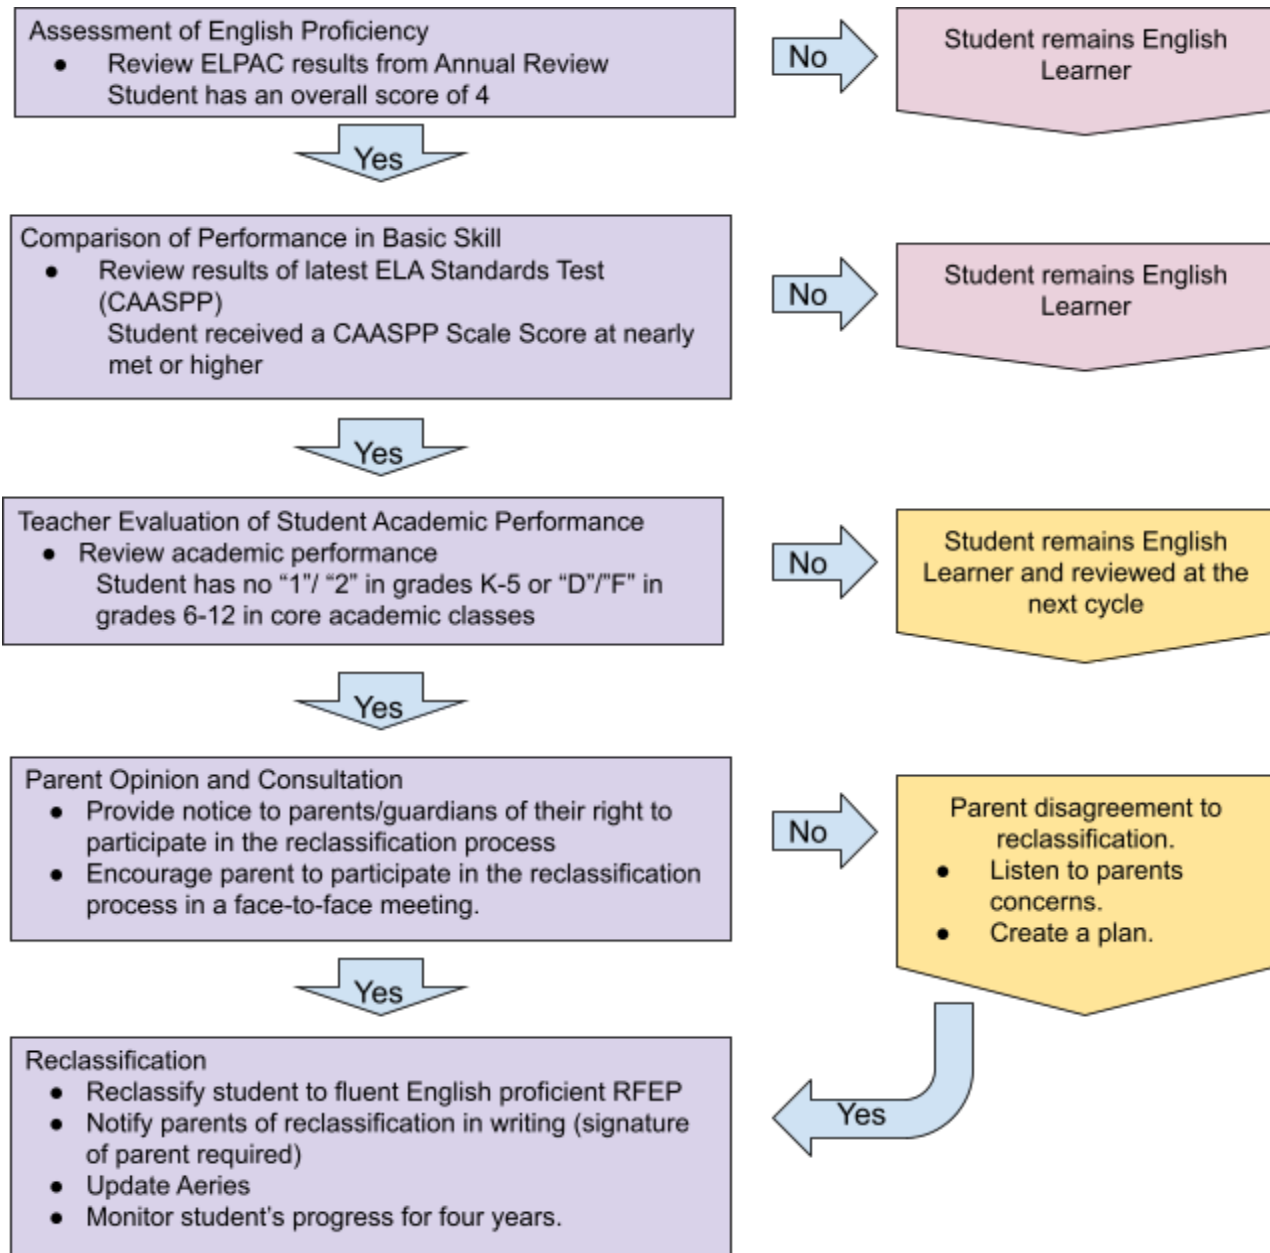 Assessment of English Proficiency
● Review ELPAC results from Annual Review
Student has an overall score of 4
No
Student remains English
Learner
Yes
Comparison of Performance in Basic Skill
● Review results of latest ELA Standards Test
(CAASPP)
Student received a CAASPP Scale Score at nearly
met or higher
No
Student remains English
Learner
Yes
Teacher Evaluation of Student Academic Performance
● Review academic performance
Student has no “1”/ “2” in grades K-5 or “D”/”F” in
grades 6-12 in core academic classes
No
Student remains English
Learner and reviewed at the
next cycle
Yes
Parent Opinion and Consultation
● Provide notice to parents/guardians of their right to
participate in the reclassification process
● Encourage parent to participate in the reclassification
process in a face-to-face meeting.
No
Parent disagreement to
reclassification.
● Listen to parents
concerns.
● Create a plan.
Yes
Reclassification
● Reclassify student to fluent English proficient RFEP
● Notify parents of reclassification in writing (signature
of parent required)
● Update Aeries
● Monitor student’s progress for four years.
Yes